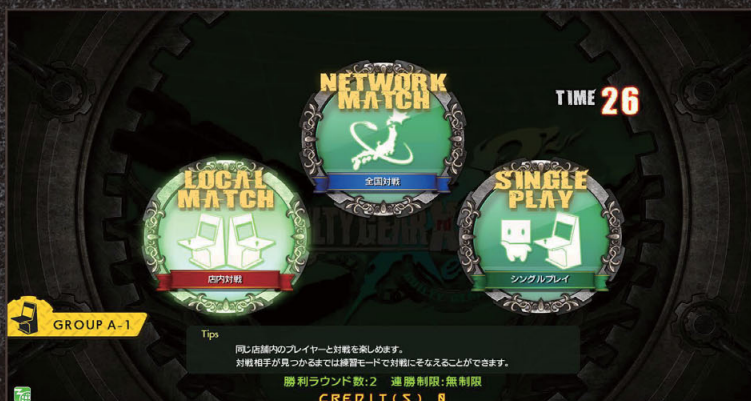 NETWORK
MATCH
全国対戦
TIME 26
LOCAL
MATCH
店内対戦
SINGLE
PLAY
シングルプレイ
GROUP A-1
Tips
同じ店舗内のプレイヤーと対戦を楽しめます。
対戦相手が見つかるまでは練習モードで対戦にそなえることができます。
勝利ラウンド数:2 連勝制限:無制限
CREDIT(S) 0